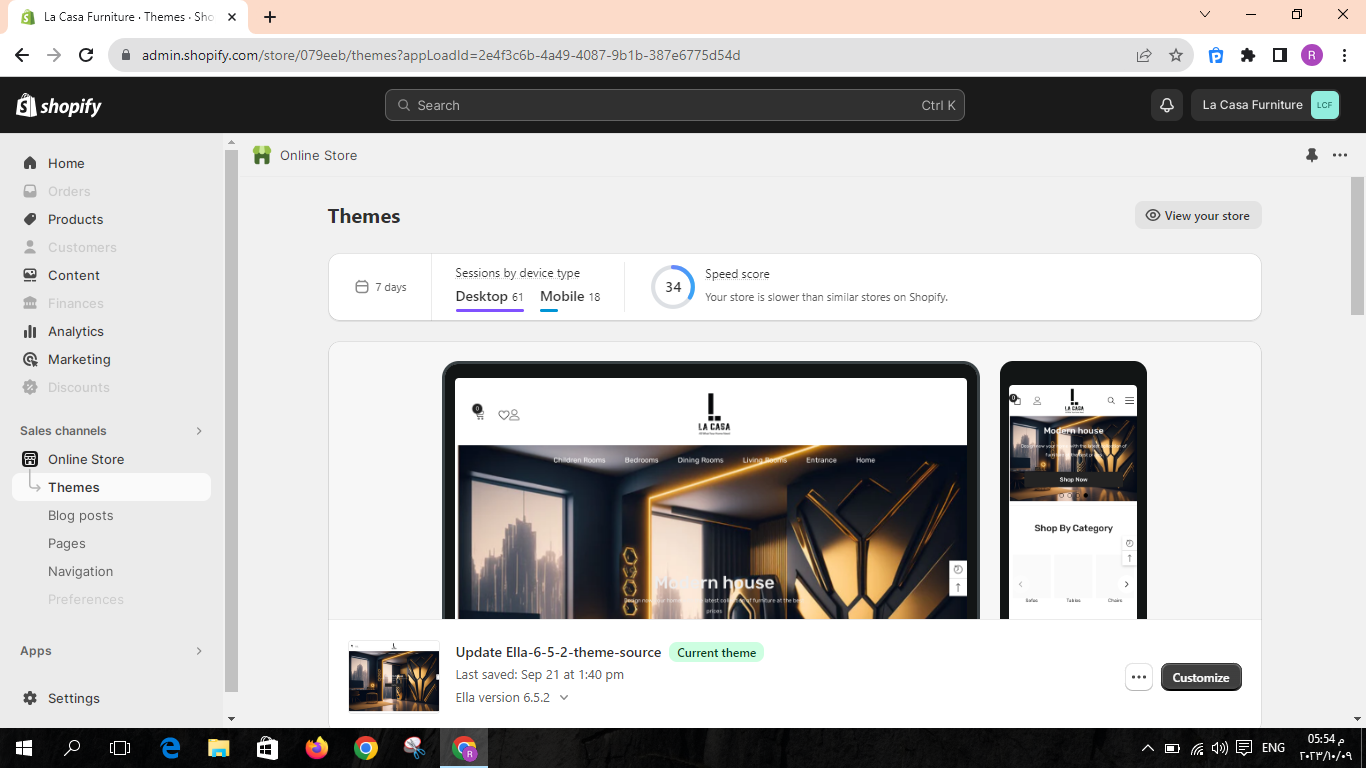 La Casa Furniture · Themes · Sho
admin.shopify.com/store/079eeb/themes?appLoadId=2e4f3c6b-4a49-4087-9b1b-387e6775d54d
R
shopify
Search
Ctrl K
La Casa Furniture
LCF
Home
Orders
Products
Customers
Content
Finances
Analytics
Marketing
Discounts
Sales channels
Online Store
Themes
Blog posts
Pages
Navigation
Preferences
Apps
Settings
Online Store
Themes
View your store
7 days
Sessions by device type
Desktop 61
Mobile 18
34
Speed score
Your store is slower than similar stores on Shopify.
0
LA CASA
Children Rooms
Bedrooms
Dining Rooms
Living Rooms
Entrance
Home
Modern house
prices
0
LA CASA
Modern house
Shop Now
Shop By Category
Sofas
Tables
Chairs
Update Ella-6-5-2-theme-source
Current theme
Last saved: Sep 21 at 1:40 pm
Ella version 6.5.2
Customize
R
ENG
05:54 م
٢٠٢٣/١٠/٠٩